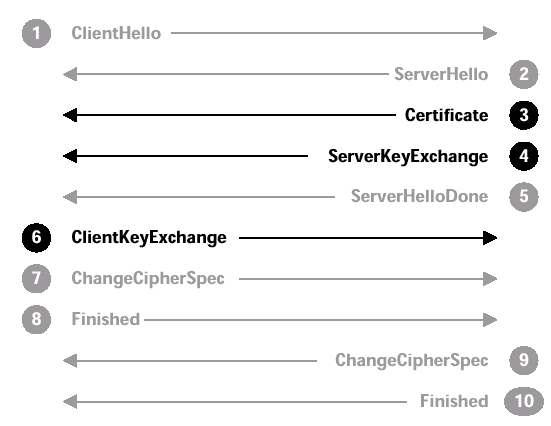 1 ClientHello
ServerHello 2
Certificate 3
ServerKeyExchange 4
ServerHelloDone 5
6 ClientKeyExchange
7 ChangeCipherSpec
8 Finished
ChangeCipherSpec 9
Finished 10